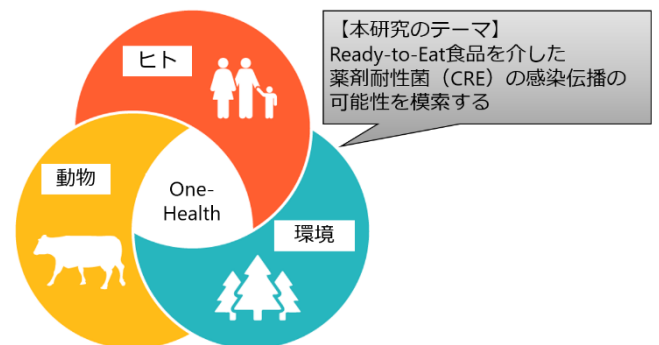 【本研究のテーマ】
Ready-to-Eat食品を介した
薬剤耐性菌（CRE）の感染伝播の
可能性を模索する
ヒト
動物
One-
Health
環境